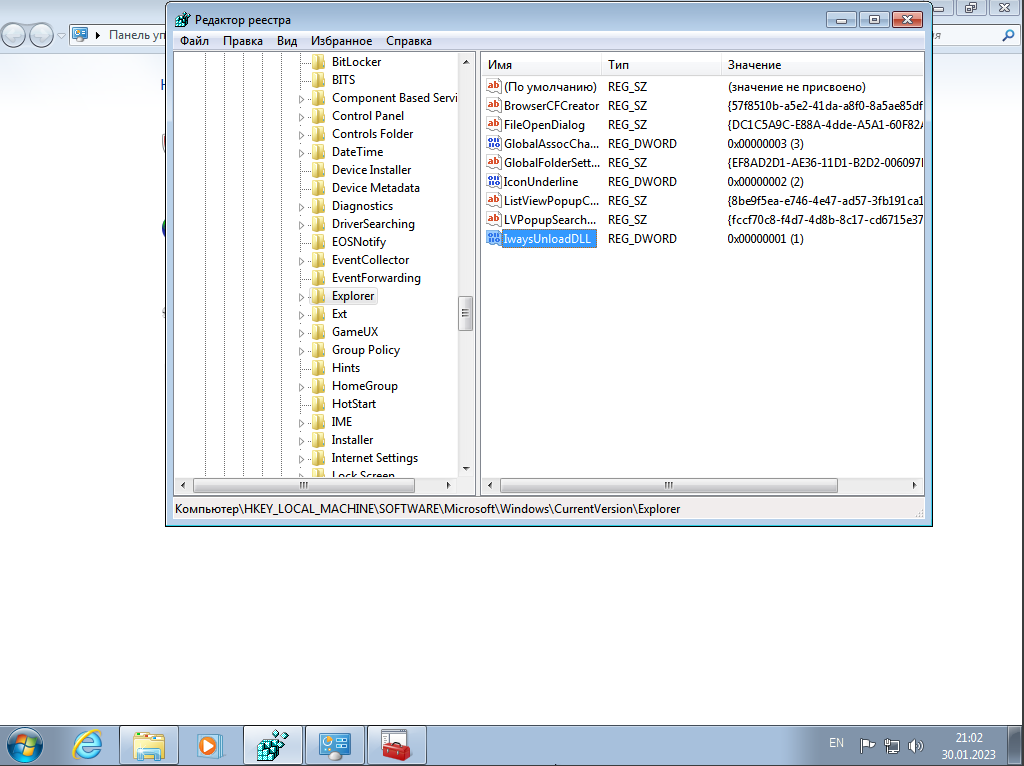 Редактор реестра
Панель уп
Файл Правка Вид Избранное Справка
BitLocker
BITS
Component Based Servi
Control Panel
Controls Folder
DateTime
Device Installer
Device Metadata
Diagnostics
DriverSearching
EOSNotify
EventCollector
EventForwarding
Explorer
Ext
GameUX
Group Policy
Hints
HomeGroup
HotStart
IME
Installer
Internet Settings
Lock Screen
Имя Тип Значение
(По умолчанию) REG_SZ (значение не присвоено)
BrowserCFCreator REG_SZ {57f8510b-a5e2-41da-a8f0-8a5ae85df
FileOpenDialog REG_SZ {DC1C5A9C-E88A-4dde-A5A1-60F82A
GlobalAssocCha... REG_DWORD 0x00000003 (3)
GlobalFolderSett... REG_SZ {EF8AD2D1-AE36-11D1-B2D2-006097
IconUnderline REG_DWORD 0x00000002 (2)
ListViewPopupC... REG_SZ {8be9f5ea-e746-4e47-ad57-3fb191ca1
LVPopupSearch... REG_SZ {fccf70c8-f4d7-4d8b-8c17-cd6715e37
lwaysUnloadDLL REG_DWORD 0x00000001 (1)
Компьютер\HKEY_LOCAL_MACHINE\SOFTWARE\Microsoft\Windows\CurrentVersion\Explorer
EN
21:02
30.01.2023